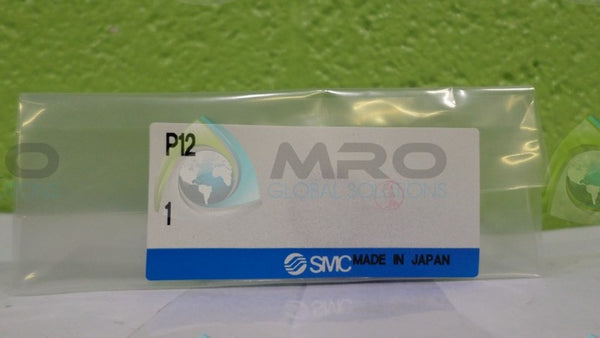 P12
MRO
GLOBAL SOLUTIONS
1
SMC MADE IN JAPAN